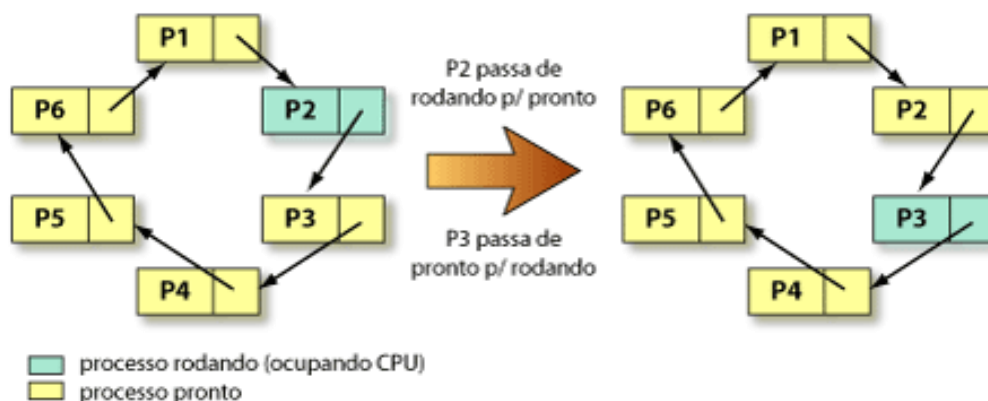 P1
P6
P2
P5
P3
P4
P2 passa de
rodando p/ pronto
P3 passa de
pronto p/ rodando
P1
P6
P2
P5
P3
P4
processo rodando (ocupando CPU)
processo pronto